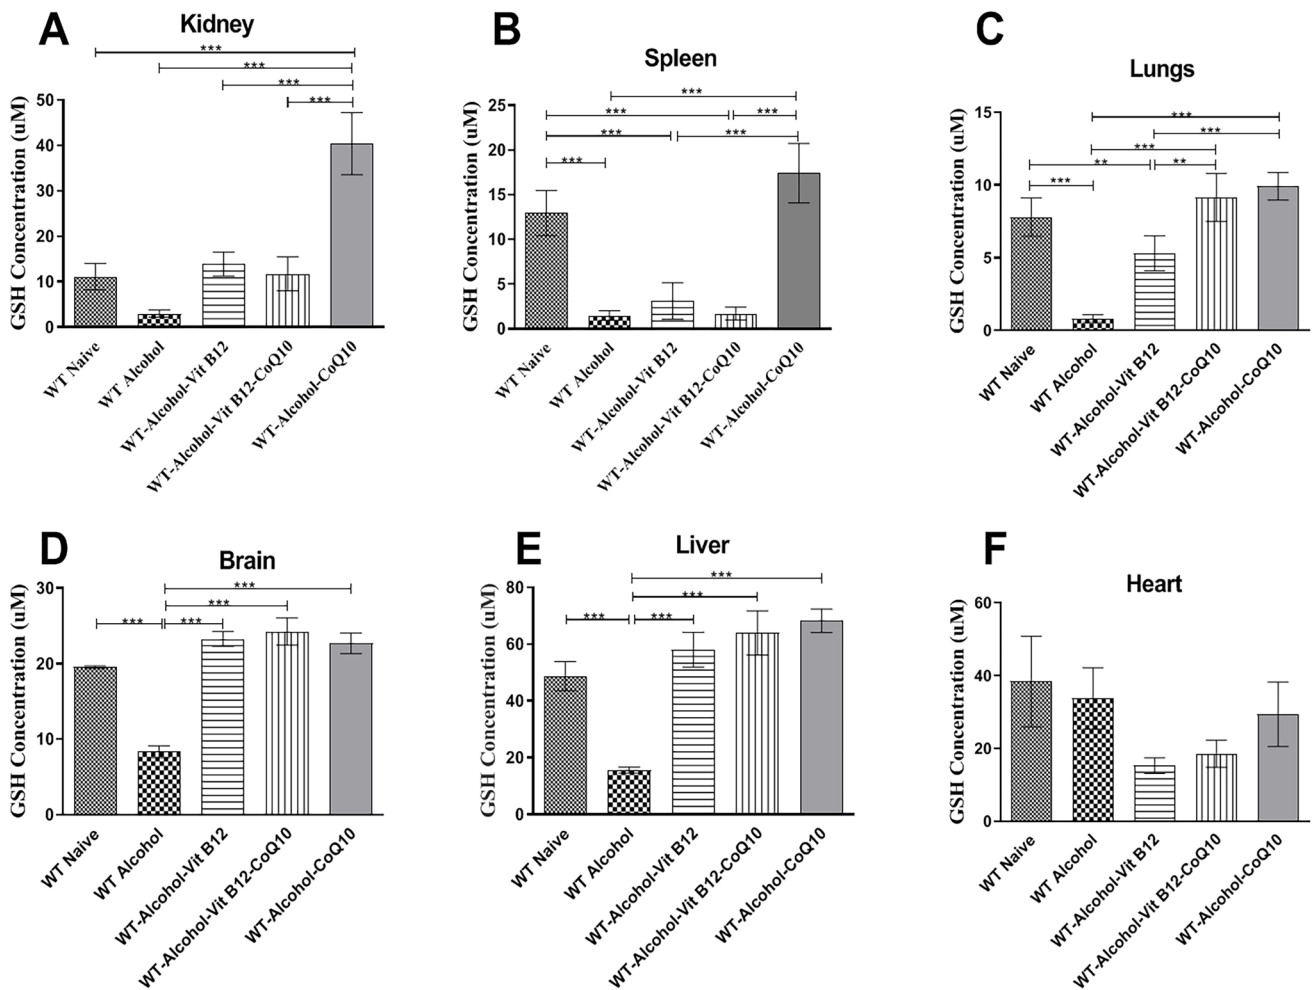 A
Kidney
***
***
***
***
GSH Concentration (uM)
50
40
30
20
10
0
WT Naive
WT Alcohol
WT-Alcohol-Vit B12
WT-Alcohol-Vit B12-CoQ10
WT-Alcohol-CoQ10
B
Spleen
***
*** ***
*** ***
***
GSH Concentration (uM)
25
20
15
10
5
0
WT Naive
WT Alcohol
WT-Alcohol-Vit B12
WT-Alcohol-Vit B12-CoQ10
WT-Alcohol-CoQ10
C
Lungs
***
***
***
** **
***
GSH Concentration (uM)
15
10
5
0
WT Naive
WT Alcohol
WT-Alcohol-Vit B12
WT-Alcohol-Vit B12-CoQ10
WT-Alcohol-CoQ10
D
Brain
***
***
*** ***
GSH Concentration (uM)
30
20
10
0
WT Naive
WT Alcohol
WT-Alcohol-Vit B12
WT-Alcohol-Vit B12-CoQ10
WT-Alcohol-CoQ10
E
Liver
***
***
*** ***
GSH Concentration (uM)
80
60
40
20
0
WT Naive
WT Alcohol
WT-Alcohol-Vit B12
WT-Alcohol-Vit B12-CoQ10
WT-Alcohol-CoQ10
F
Heart
GSH Concentration (uM)
60
40
20
0
WT Naive
WT Alcohol
WT-Alcohol-Vit B12
WT-Alcohol-Vit B12-CoQ10
WT-Alcohol-CoQ10